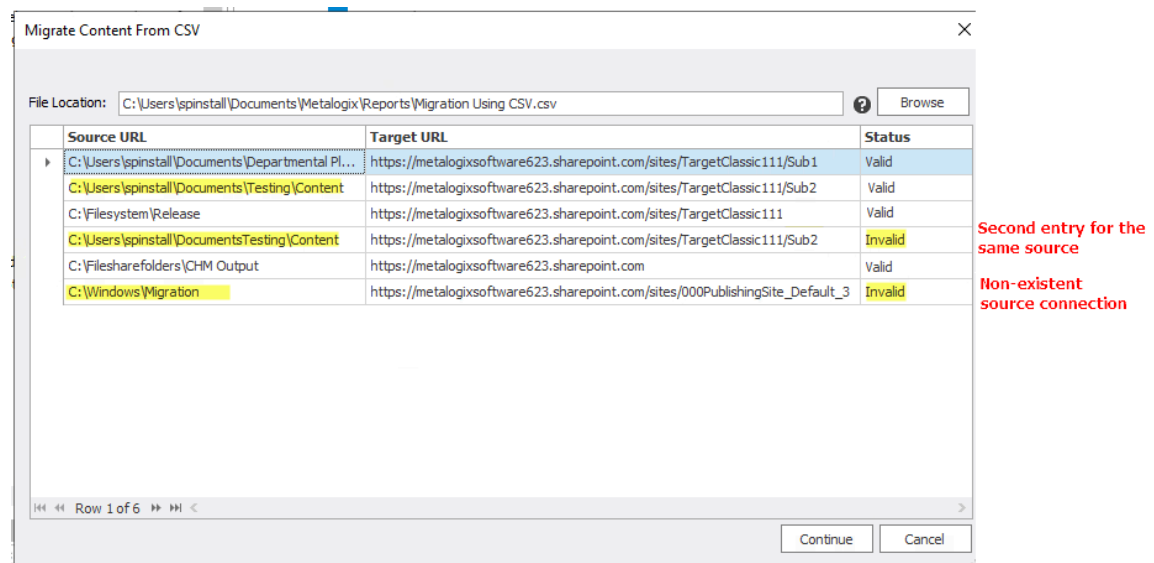 Migrate Content From CSV
File Location: C:\Users\spinstall\Documents\Metalogix\Reports\Migration Using CSV.csv Browse
Source URL Target URL Status
C:\Users\spinstall\Documents\Departmental Pl... https://metalogixsoftware623.sharepoint.com/sites/TargetClassic111/Sub1 Valid
C:\Users\spinstall\Documents\Testing\Content https://metalogixsoftware623.sharepoint.com/sites/TargetClassic111/Sub2 Valid
C:\Filesystem\Release https://metalogixsoftware623.sharepoint.com/sites/TargetClassic111 Valid
C:\Users\spinstall\DocumentsTesting\Content https://metalogixsoftware623.sharepoint.com/sites/TargetClassic111/Sub2 Invalid
Second entry for the
same source
C:\Filesharefolders\CHM Output https://metalogixsoftware623.sharepoint.com Valid
C:\Windows\Migration https://metalogixsoftware623.sharepoint.com/sites/000PublishingSite_Default_3 Invalid
Non-existent
source connection
Row 1 of 6
Continue Cancel